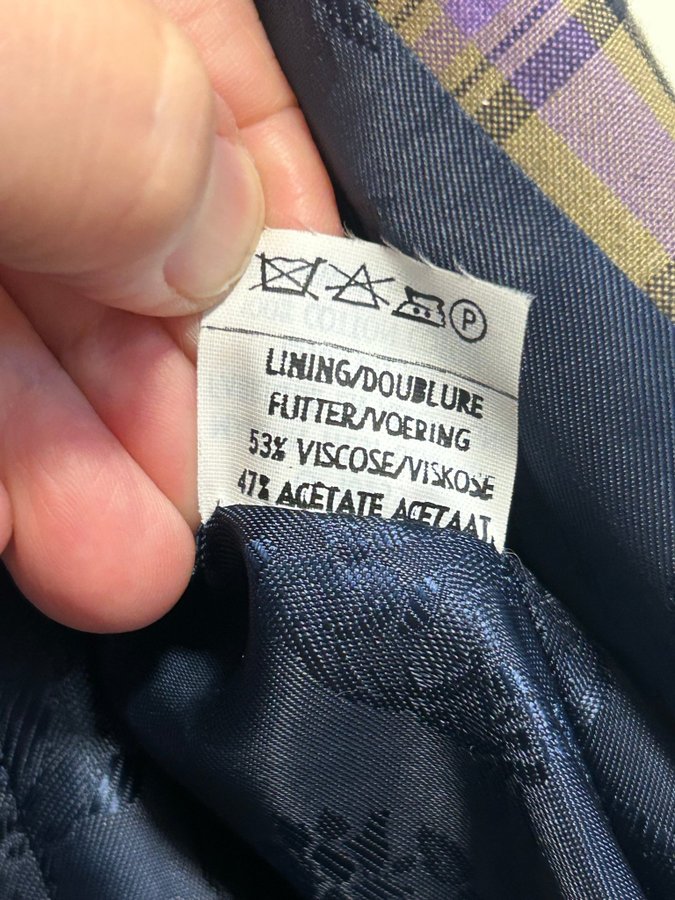 P
LINING/DOUBLURE
FUTTER/VOERING
53% VISCOSE/VISKOSE
47% ACETATE ACETAAT